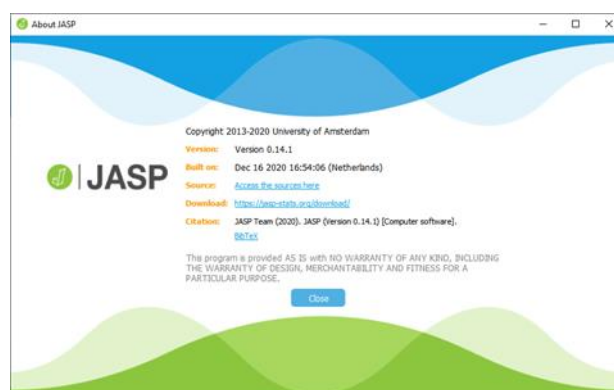 About JASP
Copyright 2013-2020 University of Amsterdam
Version: Version 0.14.1
Built on: Dec 16 2020 16:54:06 (Netherlands)
JASP
Source: Access the sources here
Download: https://jasp-stats.org/download/
Citation: JASP Team (2020). JASP (Version 0.14.1) [Computer software].
BibTeX
This program is provided AS IS with NO WARRANTY OF ANY KIND, INCLUDING
THE WARRANTY OF DESIGN, MERCHANTABILITY AND FITNESS FOR A
PARTICULAR PURPOSE.
Close